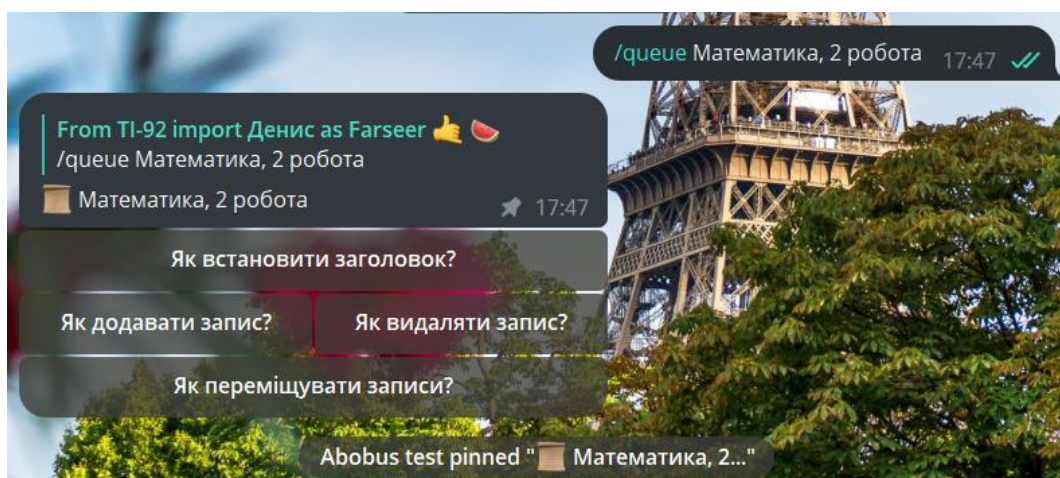 /queue Математика, 2 робота 17:47
From TI-92 import Денис as Farseer 🤙 🍉
/queue Математика, 2 робота
📜 Математика, 2 робота 17:47
Як встановити заголовок?
Як додавати запис? Як видаляти запис?
Як переміщувати записи?
Abobus test pinned "📜 Математика, 2..."